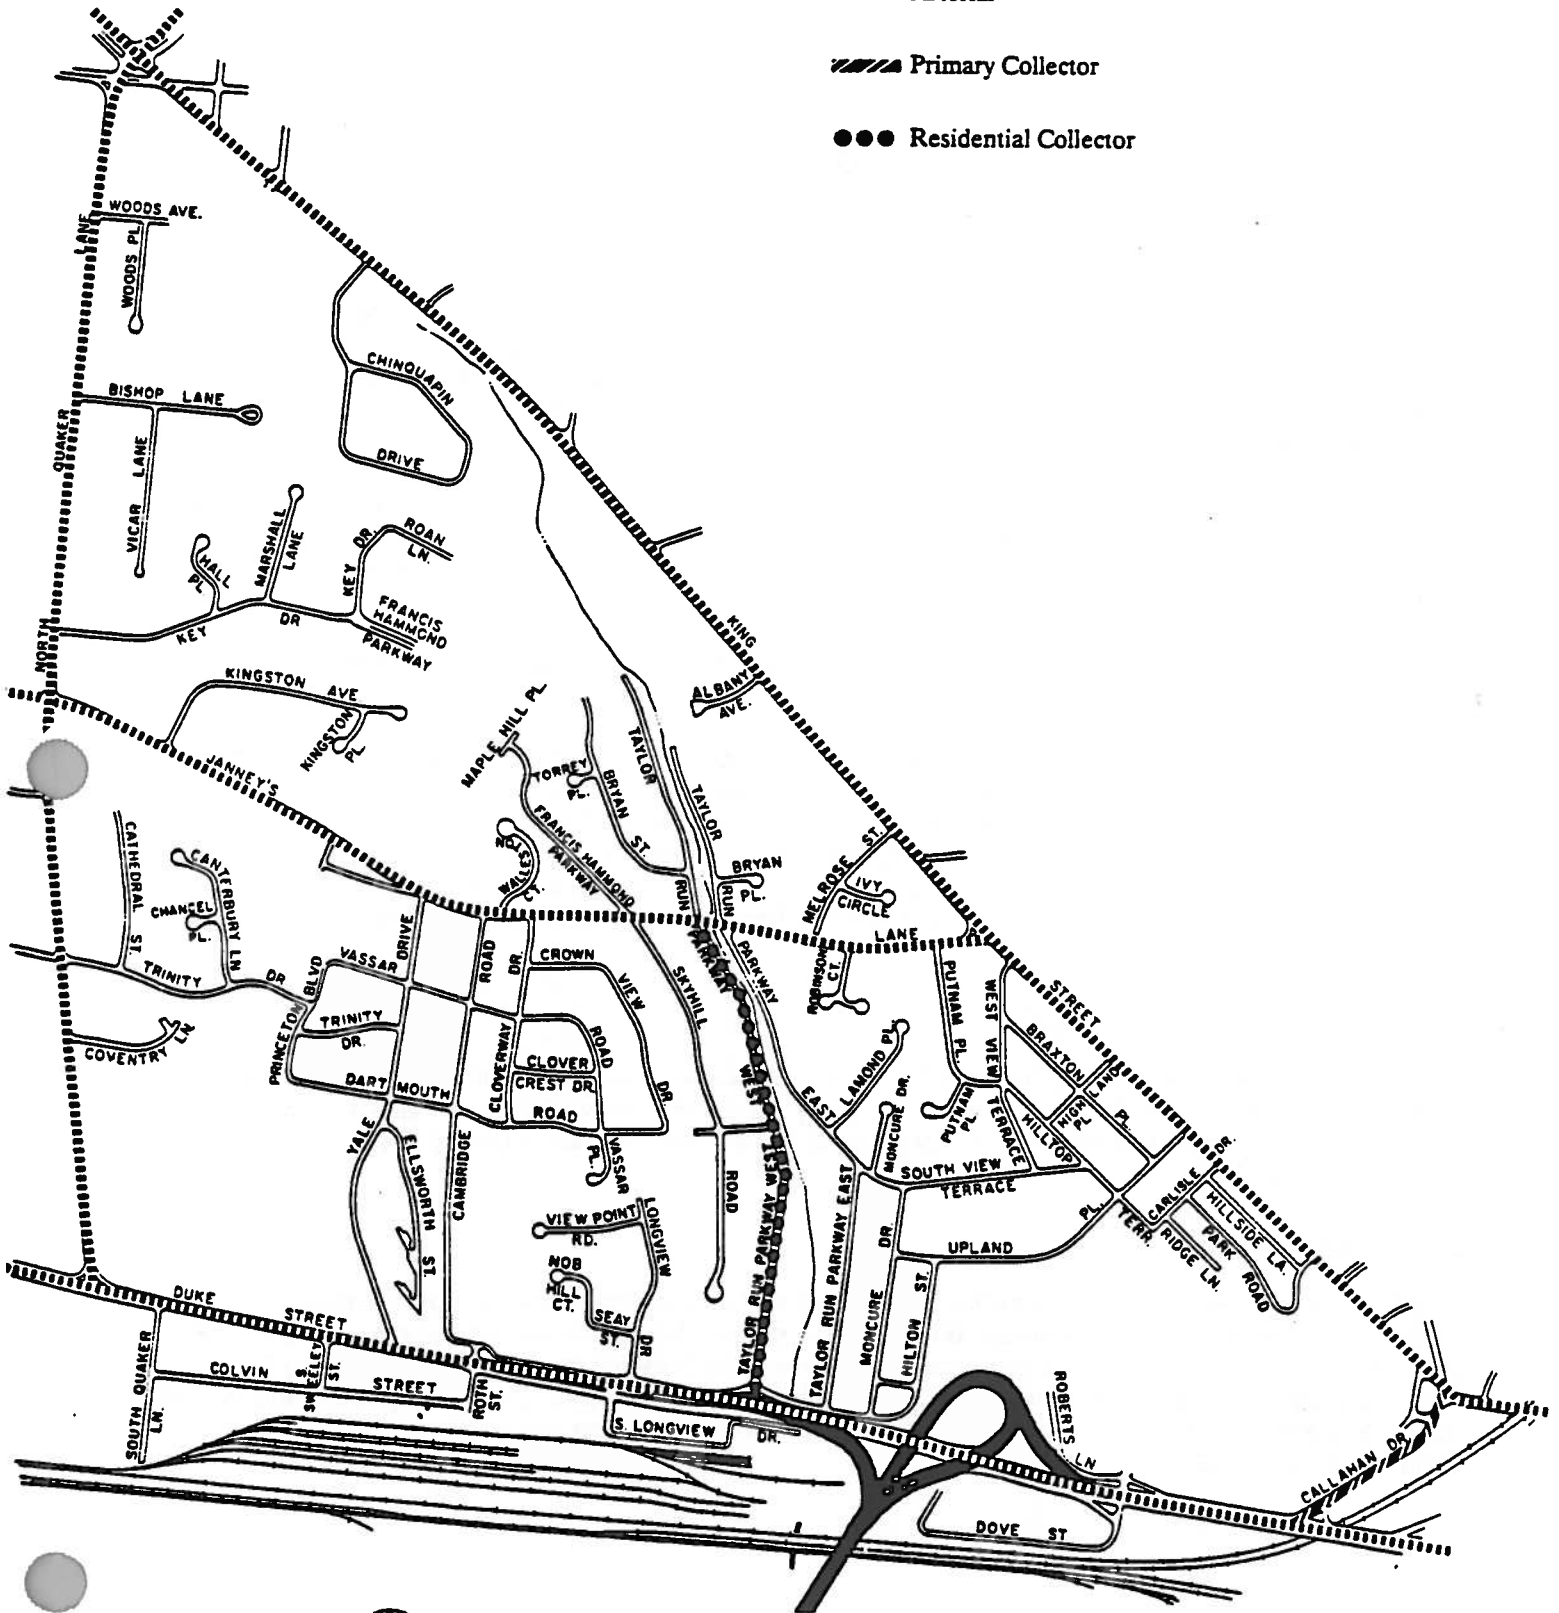 Primary Collector
Residential Collector
WOODS AVE.
LANE
WOODS PL
CHINQUAPIN
DRIVE
BISHOP LANE
QUAKER
VICAR LANE
MARSHALL
LANE
HALL
PL
KEY DR.
ROAN
LN.
FRANCIS
HAMMOND
PARKWAY
KEY DR
NORTH
KINGSTON AVE
KINGSTON
PL
KING
ALBANY
AVE.
MAPLE HILL PL.
JANNEY'S
TORREY
PL.
BRYAN ST.
TAYLOR
TAYLOR
FRANCIS HAMMOND
PARKWAY
WALLESTON
CT.
RUN
RUN
BRYAN
PL.
MELROSE ST.
IVY
CIRCLE
LANE
CATHEDRAL ST.
CANTERBURY LN
CHANCEL
PL.
TRINITY DR
PRINCETON BLVD
VASSAR
DRIVE
ROAD
DR.
CROWN
VIEW
DR.
SKYHILL
ROAD
PARKWAY
PARKWAY
ROBINSON
CT.
PUTNAM PL.
WEST VIEW
TERRACE
STREET
BRAXTON
PL.
HIGHLAND
PL
COVENTRY LN.
TRINITY
DR.
CLOVERWAY
ROAD
CLOVER
CREST DR.
DARTMOUTH
ROAD
WEST
EAST
LAMOND PL.
MONCURE DR.
PUTNAM
PL
HILLTOP
TERR.
YALE
ELLSWORTH ST.
CAMBRIDGE
VASSAR
PL.
SOUTH VIEW
TERRACE
CARLISLE DR.
HILLSIDE LA.
PARK ROAD
RIDGE LN.
VIEW POINT
RD.
LONGVIEW
DR
NOB
HILL
CT.
SEAY
ST.
TAYLOR RUN PARKWAY WEST
TAYLOR RUN PARKWAY EAST
MONCURE DR.
UPLAND PL.
HILTON ST.
DUKE STREET
SOUTH QUAKER
LN.
COLVIN STREET
ROTH
ST.
S. LONGVIEW DR.
ROBERTS
LN
CALLAHAN DR.
DOVE ST